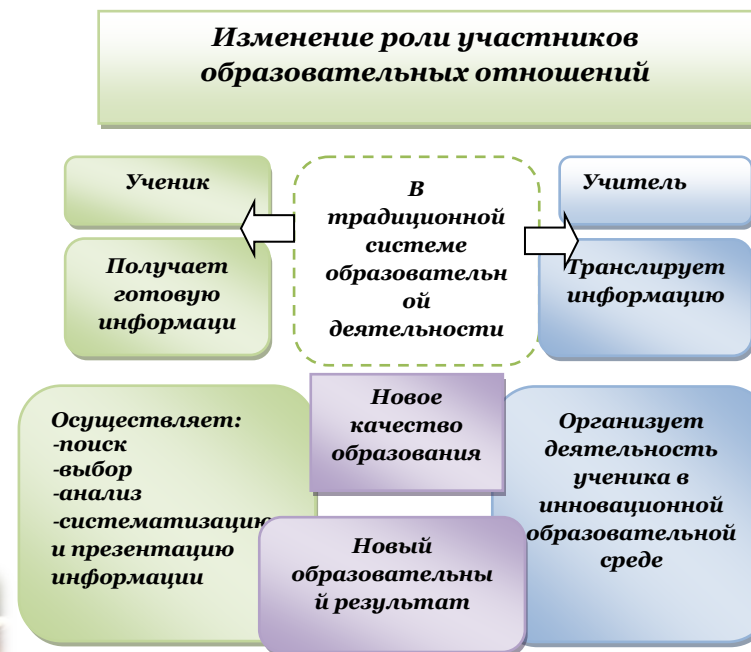 Изменение роли участников
образовательных отношений
Ученик
В
традиционной
системе
образовательн
ой
деятельности
Учитель
Получает
готовую
информаци
Транслирует
информацию
Осуществляет:
-поиск
-выбор
-анализ
-систематизацию
и презентацию
информации
Новое
качество
образования
Организует
деятельность
ученика в
инновационной
образовательной
среде
Новый
образовательны
й результат